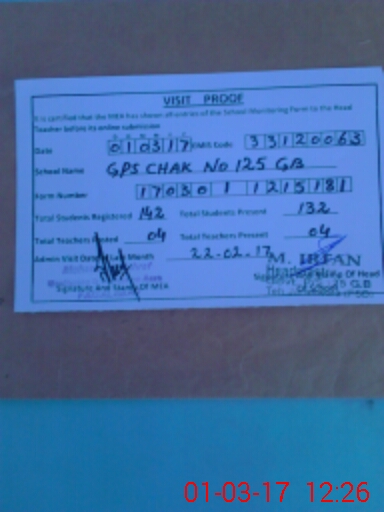 VISIT PROOF
It is certified that the MEA has shown all entries of the School Monitoring Form to the Head
Teacher before its online submission
Date 010317 EMIS Code 33120063
School Name GPS CHAK NO 125 GB
Form Number 17030 1 1215181
Total Students Registered 142 Total Students Present 132
Total Teachers Posted 04 Total Teachers Present 04
Admin Visit Date Last Month 22-02-17
M. IRFAN
Signature And Stamp Of MEA Signature And Stamp Of Head
01-03-17 12:26